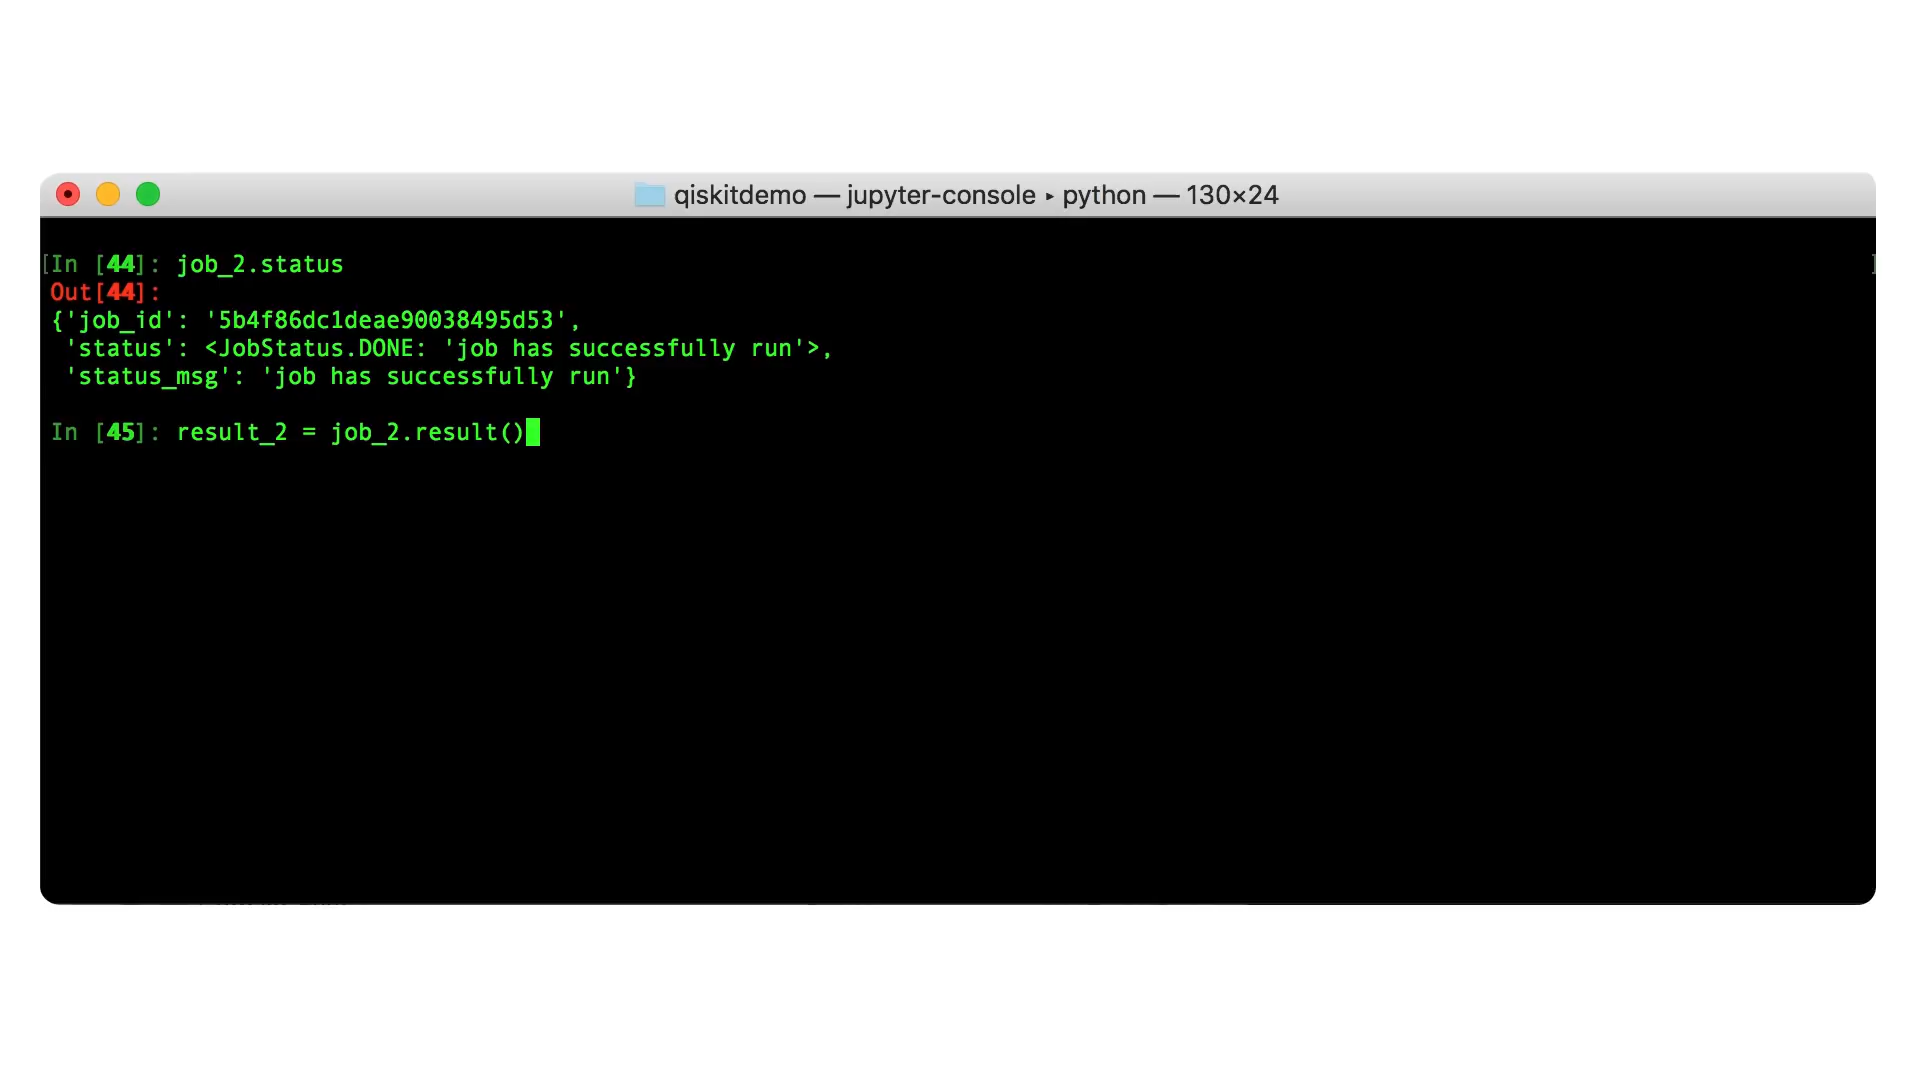 qiskitdemo — jupyter-console ▸ python — 130×24
[In [44]: job_2.status ]
Out[44]:
{'job_id': '5b4f86dc1deae90038495d53',
 'status': <JobStatus.DONE: 'job has successfully run'>,
 'status_msg': 'job has successfully run'}
In [45]: result_2 = job_2.result()